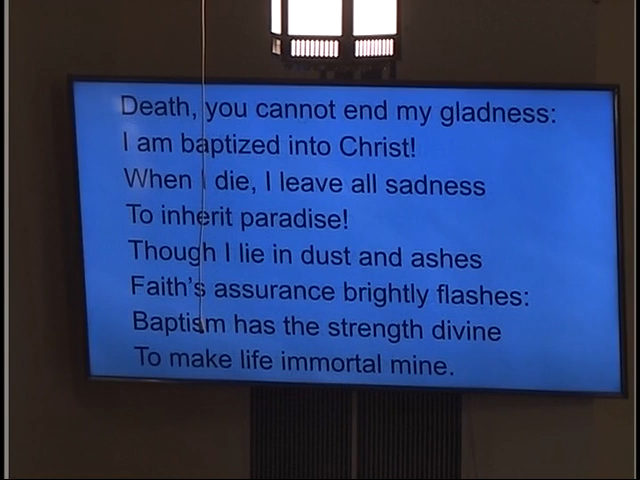 Death, you cannot end my gladness:
I am baptized into Christ!
When I die, I leave all sadness
To inherit paradise!
Though I lie in dust and ashes
Faith's assurance brightly flashes:
Baptism has the strength divine
To make life immortal mine.